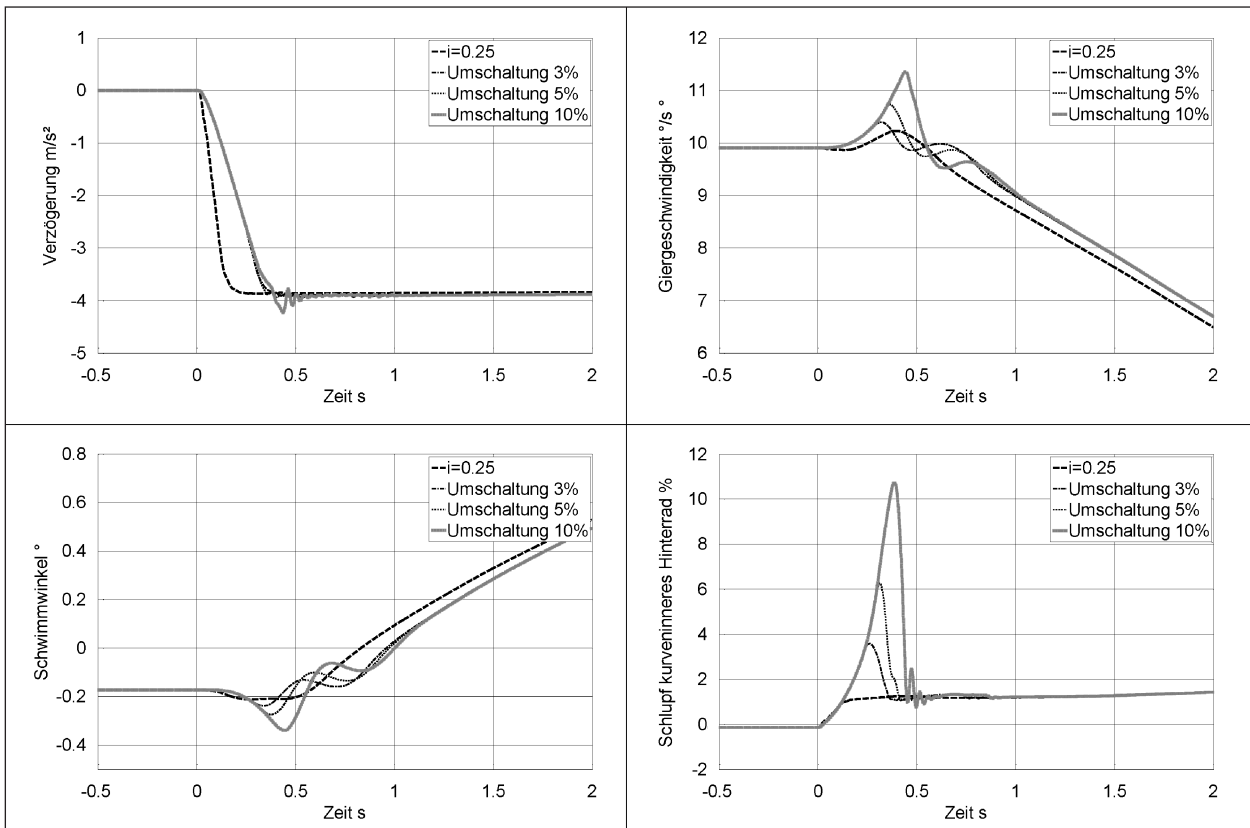 1
0
-1
-2
-3
-4
-5
-0.5
0
0.5
1
1.5
2
Verzögerung m/s²
Zeit s
i=0.25
Umschaltung 3%
Umschaltung 5%
Umschaltung 10%
12
11
10
9
8
7
6
-0.5
0
0.5
1
1.5
2
Giergeschwindigkeit °/s °
Zeit s
i=0.25
Umschaltung 3%
Umschaltung 5%
Umschaltung 10%
0.8
0.6
0.4
0.2
0
-0.2
-0.4
-0.5
0
0.5
1
1.5
2
Schwimmwinkel °
Zeit s
i=0.25
Umschaltung 3%
Umschaltung 5%
Umschaltung 10%
12
10
8
6
4
2
0
-2
-0.5
0
0.5
1
1.5
2
Schlupf kurveninneres Hinterrad %
Zeit s
i=0.25
Umschaltung 3%
Umschaltung 5%
Umschaltung 10%